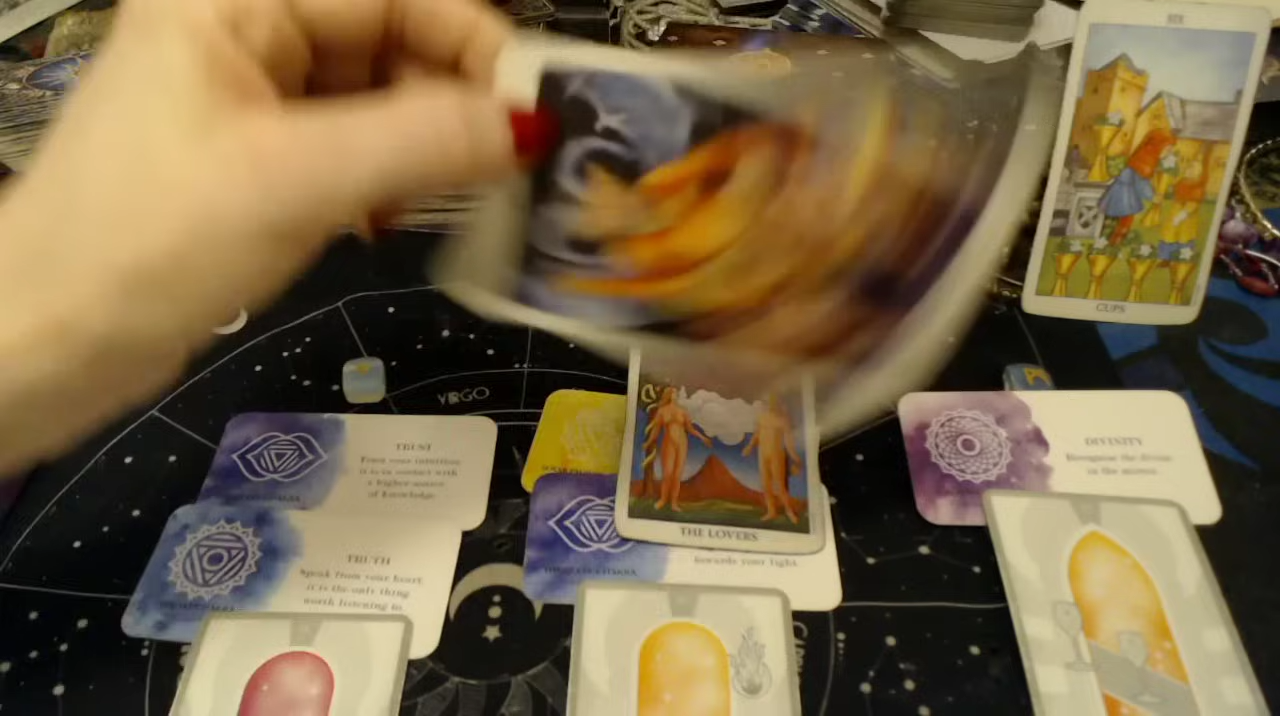 VIRGO
CUPS
TRUST
Trust your intuition
it is in contact with
a higher source
of knowledge.
DIVINITY
Recognise the divine
in the
THE LOVERS
towards your light.
TRUTH
Speak from your heart
it is the only thing
worth listening to.